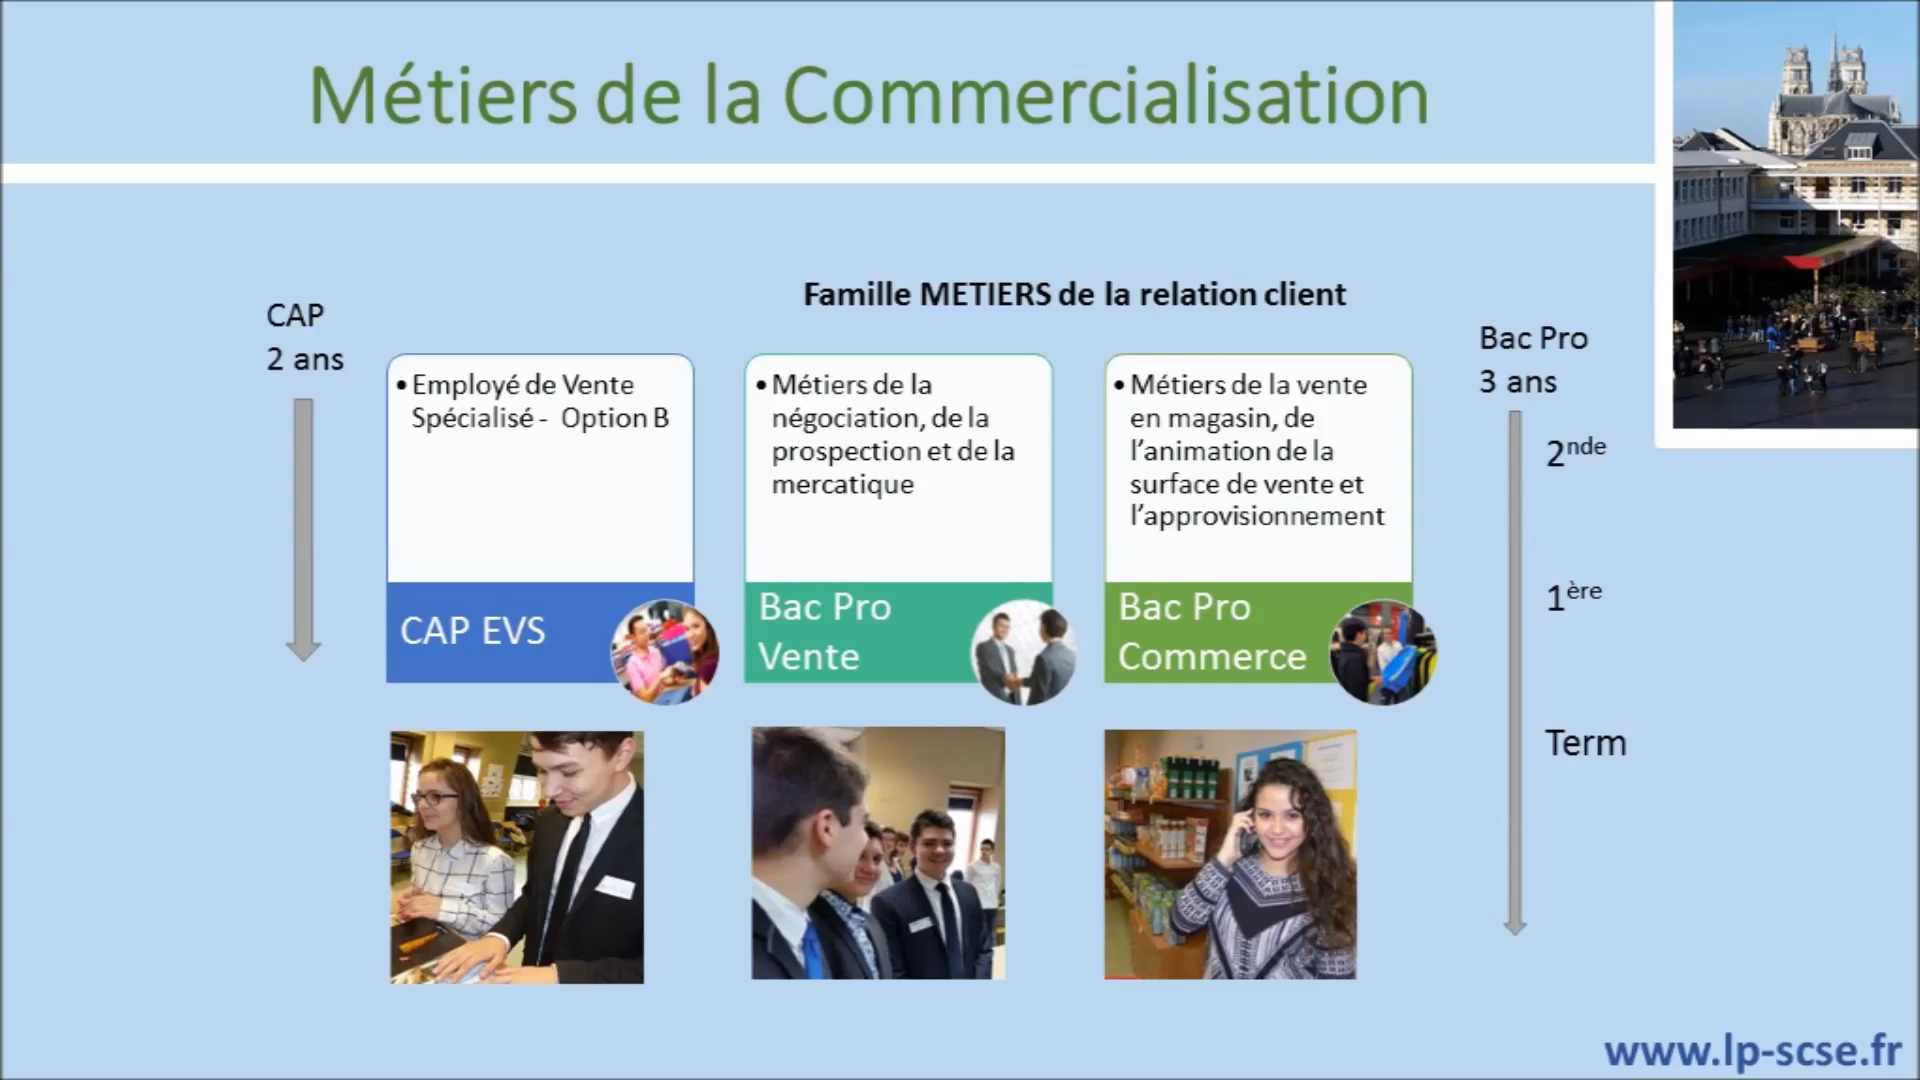 Métiers de la Commercialisation
Famille METIERS de la relation client
CAP
2 ans
• Employé de Vente
Spécialisé - Option B
CAP EVS
• Métiers de la
négociation, de la
prospection et de la
mercatique
Bac Pro
Vente
• Métiers de la vente
en magasin, de
l'animation de la
surface de vente et
l'approvisionnement
Bac Pro
Commerce
Bac Pro
3 ans
2nde
1ère
Term
www.lp-scse.fr